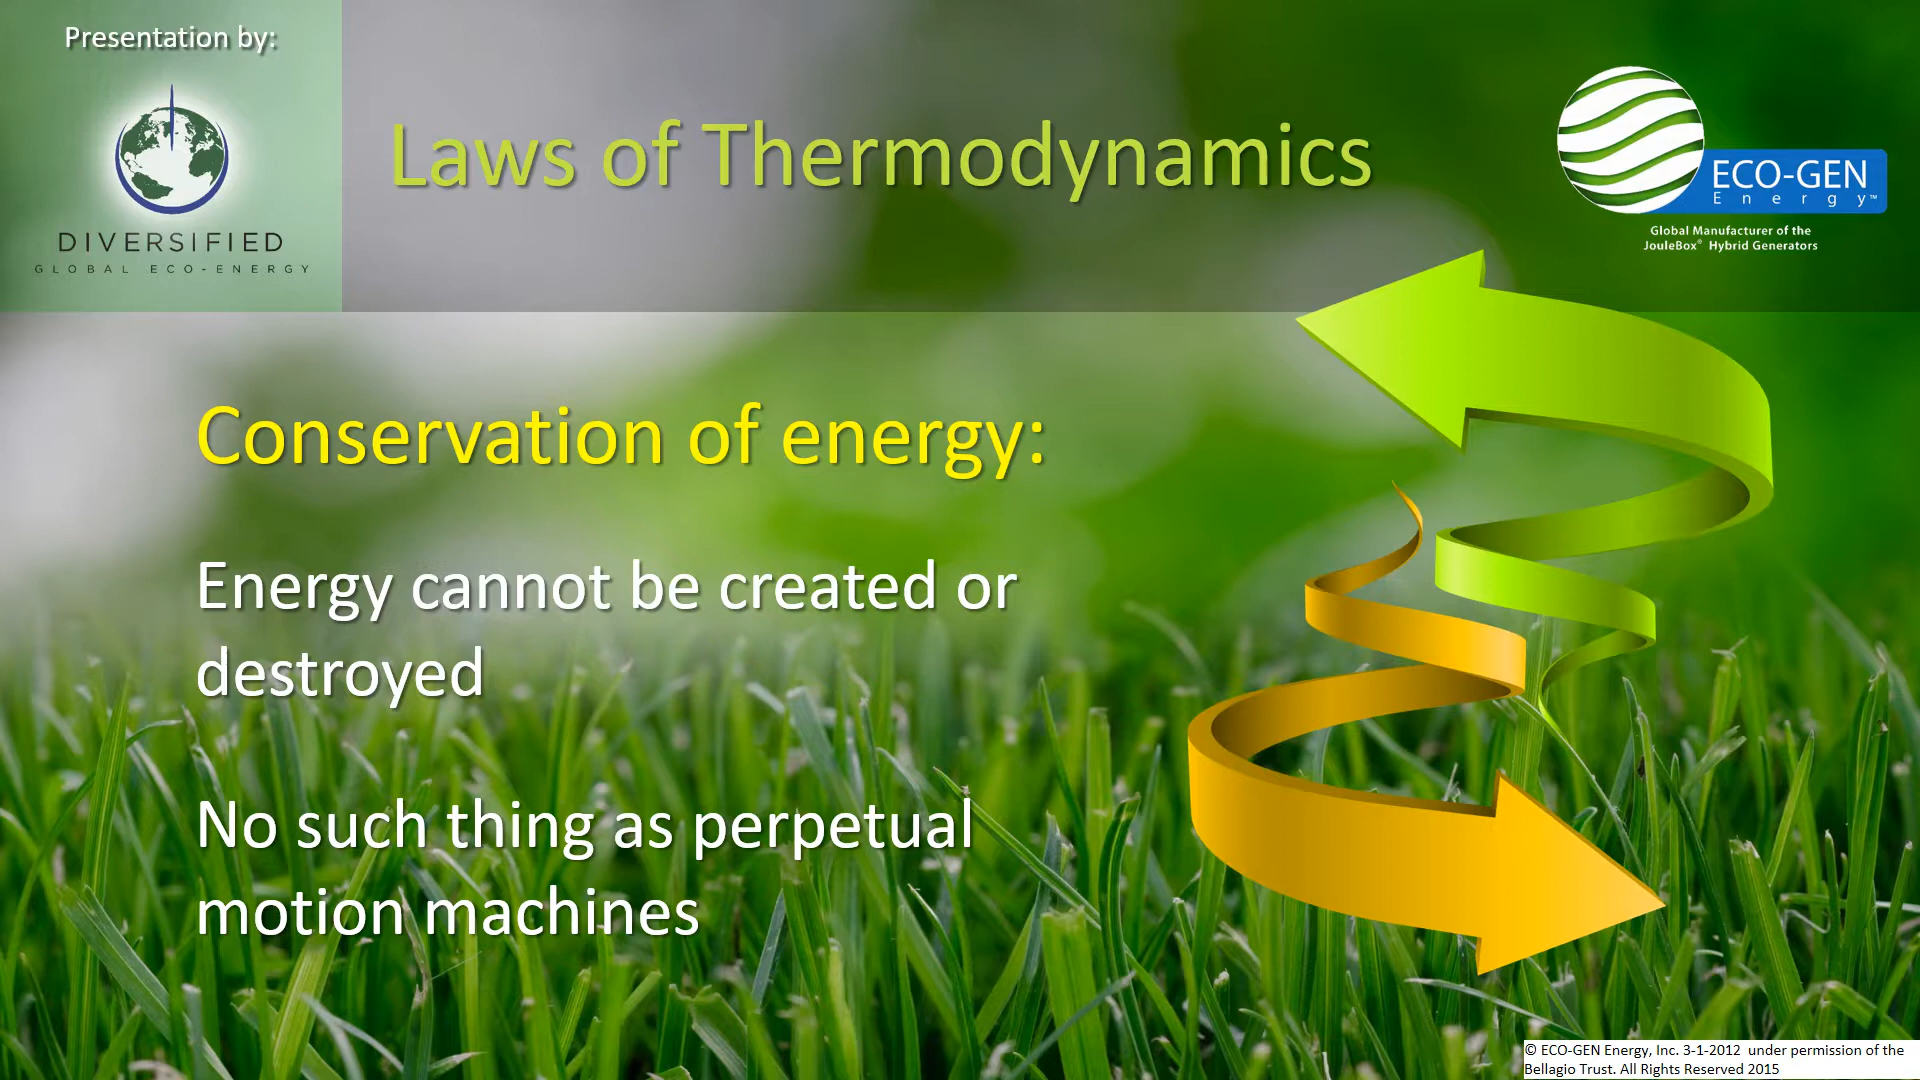 Presentation by:
DIVERSIFIED
GLOBAL ECO-ENERGY
Laws of Thermodynamics
ECO-GEN
Energy™
Global Manufacturer of the
JouleBox® Hybrid Generators
Conservation of energy:
Energy cannot be created or
destroyed
No such thing as perpetual
motion machines
© ECO-GEN Energy, Inc. 3-1-2012 under permission of the
Bellagio Trust. All Rights Reserved 2015